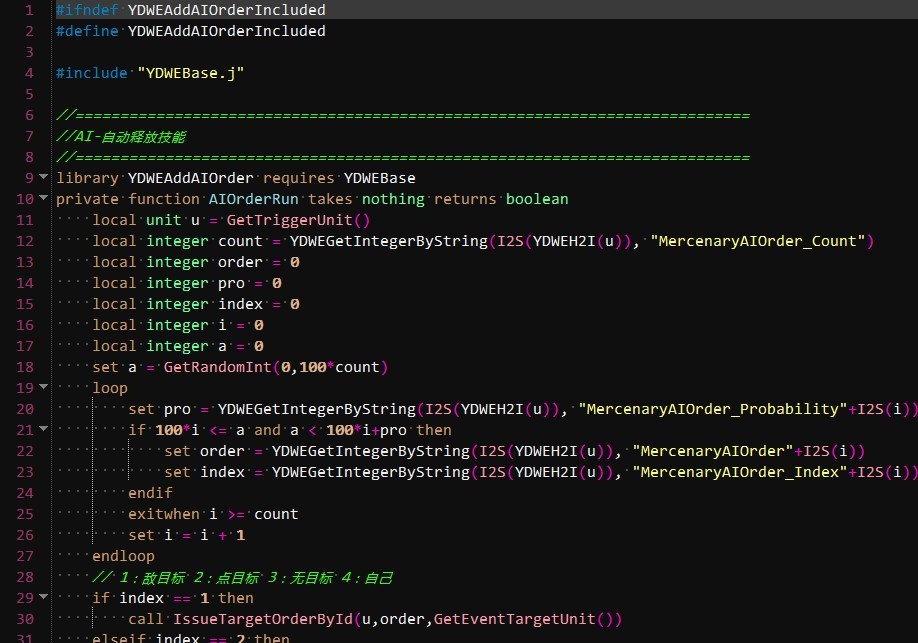 1 #ifndef YDWEAddAIOrderIncluded
2 #define YDWEAddAIOrderIncluded
3
4 #include "YDWEBase.j"
5
6 //===========================================================================
7 //AI-自动释放技能
8 //===========================================================================
9 library YDWEAddAIOrder requires YDWEBase
10 private function AIOrderRun takes nothing returns boolean
11     local unit u = GetTriggerUnit()
12     local integer count = YDWEGetIntegerByString(I2S(YDWEH2I(u)), "MercenaryAIOrder_Count")
13     local integer order = 0
14     local integer pro = 0
15     local integer index = 0
16     local integer i = 0
17     local integer a = 0
18     set a = GetRandomInt(0,100*count)
19     loop
20         set pro = YDWEGetIntegerByString(I2S(YDWEH2I(u)), "MercenaryAIOrder_Probability"+I2S(i))
21         if 100*i <= a and a < 100*i+pro then
22             set order = YDWEGetIntegerByString(I2S(YDWEH2I(u)), "MercenaryAIOrder"+I2S(i))
23             set index = YDWEGetIntegerByString(I2S(YDWEH2I(u)), "MercenaryAIOrder_Index"+I2S(i))
24         endif
25         exitwhen i >= count
26         set i = i + 1
27     endloop
28     // 1：敌目标 2：点目标 3：无目标 4：自己
29     if index == 1 then
30         call IssueTargetOrderById(u,order,GetEventTargetUnit())
31     elseif index == 2 then